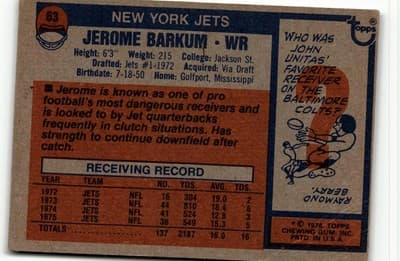 63
NEW YORK JETS
JEROME BARKUM • WR
Height: 6'3" Weight: 215 College: Jackson St.
Drafted: Jets #1-1972 Acquired: Via Draft
Birthdate: 7-18-50 Home: Golfport, Mississippi
Jerome is known as one of pro
football's most dangerous receivers and
is looked to by Jet quarterbacks
frequently in clutch situations. Has
strength to continue downfield after
catch.
RECEIVING RECORD
YEAR TEAM NO. YDS. AVG. TD
1972 JETS NFL 16 304 19.0 2
1973 JETS NFL 44 810 18.4 6
1974 JETS NFL 41 524 12.8 3
1975 JETS NFL 36 549 15.3 5
TOTALS 137 2187 16.0 16
Topps
WHO WAS
JOHN
UNITAS'
FAVORITE
RECEIVER
ON THE
BALTIMORE
COLTS?
RAYMOND
BERRY.
© 1976 TOPPS
CHEWING GUM, INC.
PRTD. IN U.S.A.